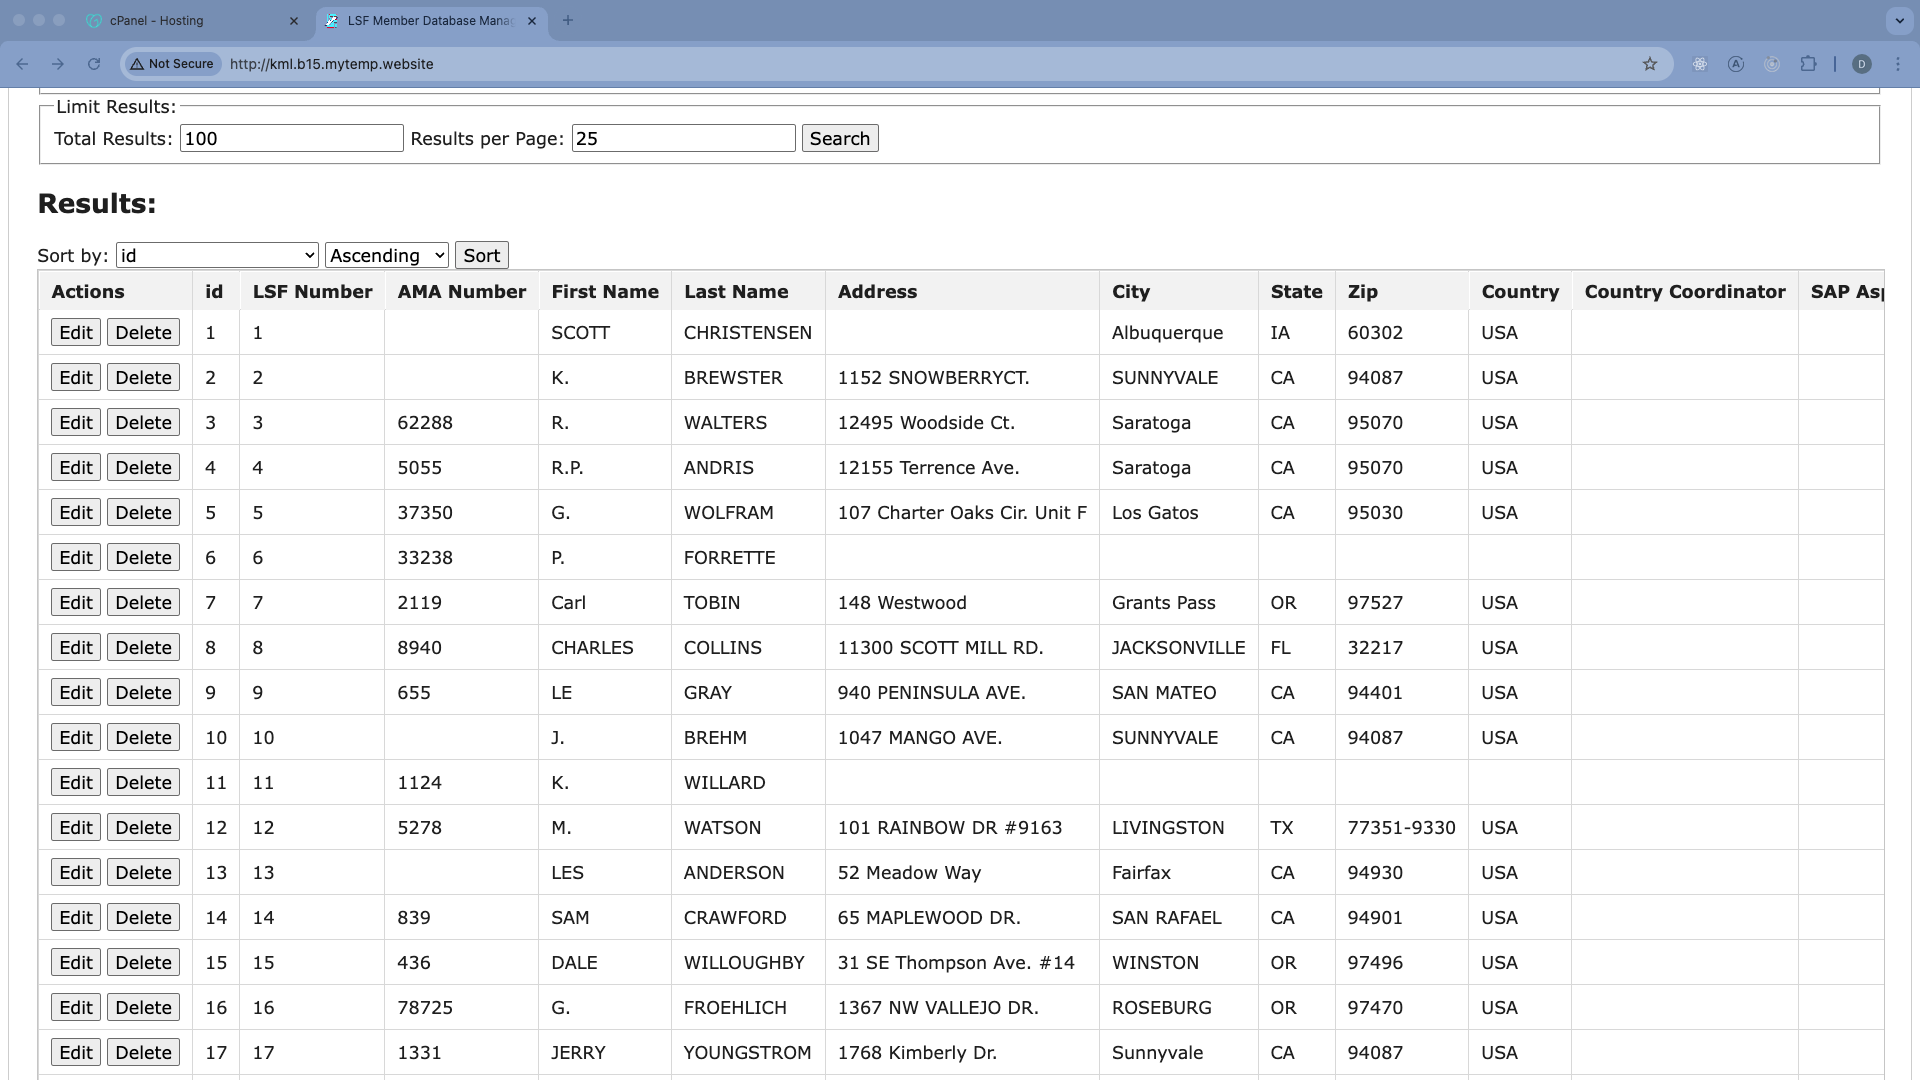 cPanel - Hosting
LSF Member Database Manag
Not Secure http://kml.b15.mytemp.website
D
Limit Results:
Total Results: 100 Results per Page: 25 Search
Results:
Sort by: id Ascending Sort
Actions id LSF Number AMA Number First Name Last Name Address City State Zip Country Country Coordinator SAP Asp
Edit Delete 1 1 SCOTT CHRISTENSEN Albuquerque IA 60302 USA
Edit Delete 2 2 K. BREWSTER 1152 SNOWBERRYCT. SUNNYVALE CA 94087 USA
Edit Delete 3 3 62288 R. WALTERS 12495 Woodside Ct. Saratoga CA 95070 USA
Edit Delete 4 4 5055 R.P. ANDRIS 12155 Terrence Ave. Saratoga CA 95070 USA
Edit Delete 5 5 37350 G. WOLFRAM 107 Charter Oaks Cir. Unit F Los Gatos CA 95030 USA
Edit Delete 6 6 33238 P. FORRETTE
Edit Delete 7 7 2119 Carl TOBIN 148 Westwood Grants Pass OR 97527 USA
Edit Delete 8 8 8940 CHARLES COLLINS 11300 SCOTT MILL RD. JACKSONVILLE FL 32217 USA
Edit Delete 9 9 655 LE GRAY 940 PENINSULA AVE. SAN MATEO CA 94401 USA
Edit Delete 10 10 J. BREHM 1047 MANGO AVE. SUNNYVALE CA 94087 USA
Edit Delete 11 11 1124 K. WILLARD
Edit Delete 12 12 5278 M. WATSON 101 RAINBOW DR #9163 LIVINGSTON TX 77351-9330 USA
Edit Delete 13 13 LES ANDERSON 52 Meadow Way Fairfax CA 94930 USA
Edit Delete 14 14 839 SAM CRAWFORD 65 MAPLEWOOD DR. SAN RAFAEL CA 94901 USA
Edit Delete 15 15 436 DALE WILLOUGHBY 31 SE Thompson Ave. #14 WINSTON OR 97496 USA
Edit Delete 16 16 78725 G. FROEHLICH 1367 NW VALLEJO DR. ROSEBURG OR 97470 USA
Edit Delete 17 17 1331 JERRY YOUNGSTROM 1768 Kimberly Dr. Sunnyvale CA 94087 USA